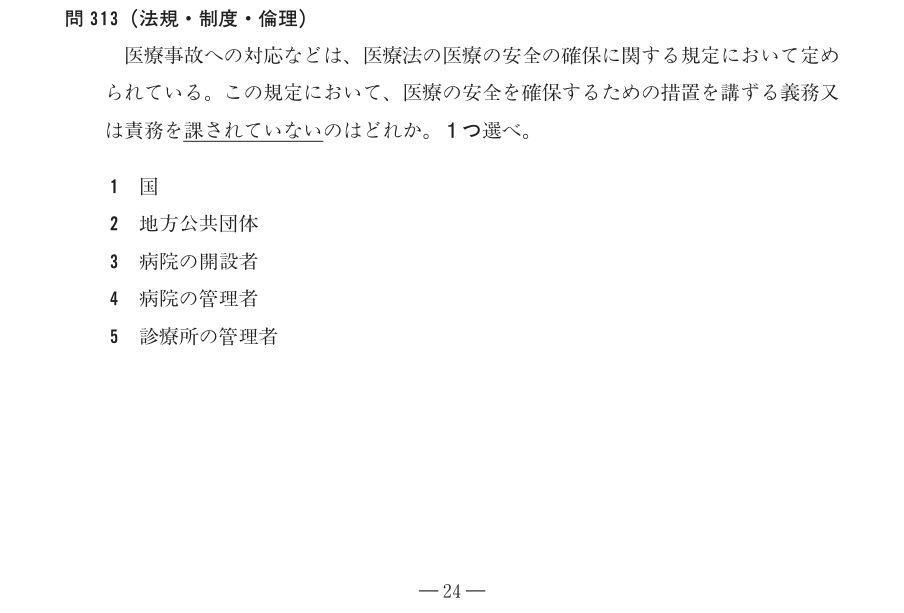 問 313（法規・制度・倫理）
医療事故への対応などは、医療法の医療の安全の確保に関する規定において定め
られている。この規定において、医療の安全を確保するための措置を講ずる義務又
は責務を課されていないのはどれか。1つ選べ。
1 国
2 地方公共団体
3 病院の開設者
4 病院の管理者
5 診療所の管理者
— 24 —